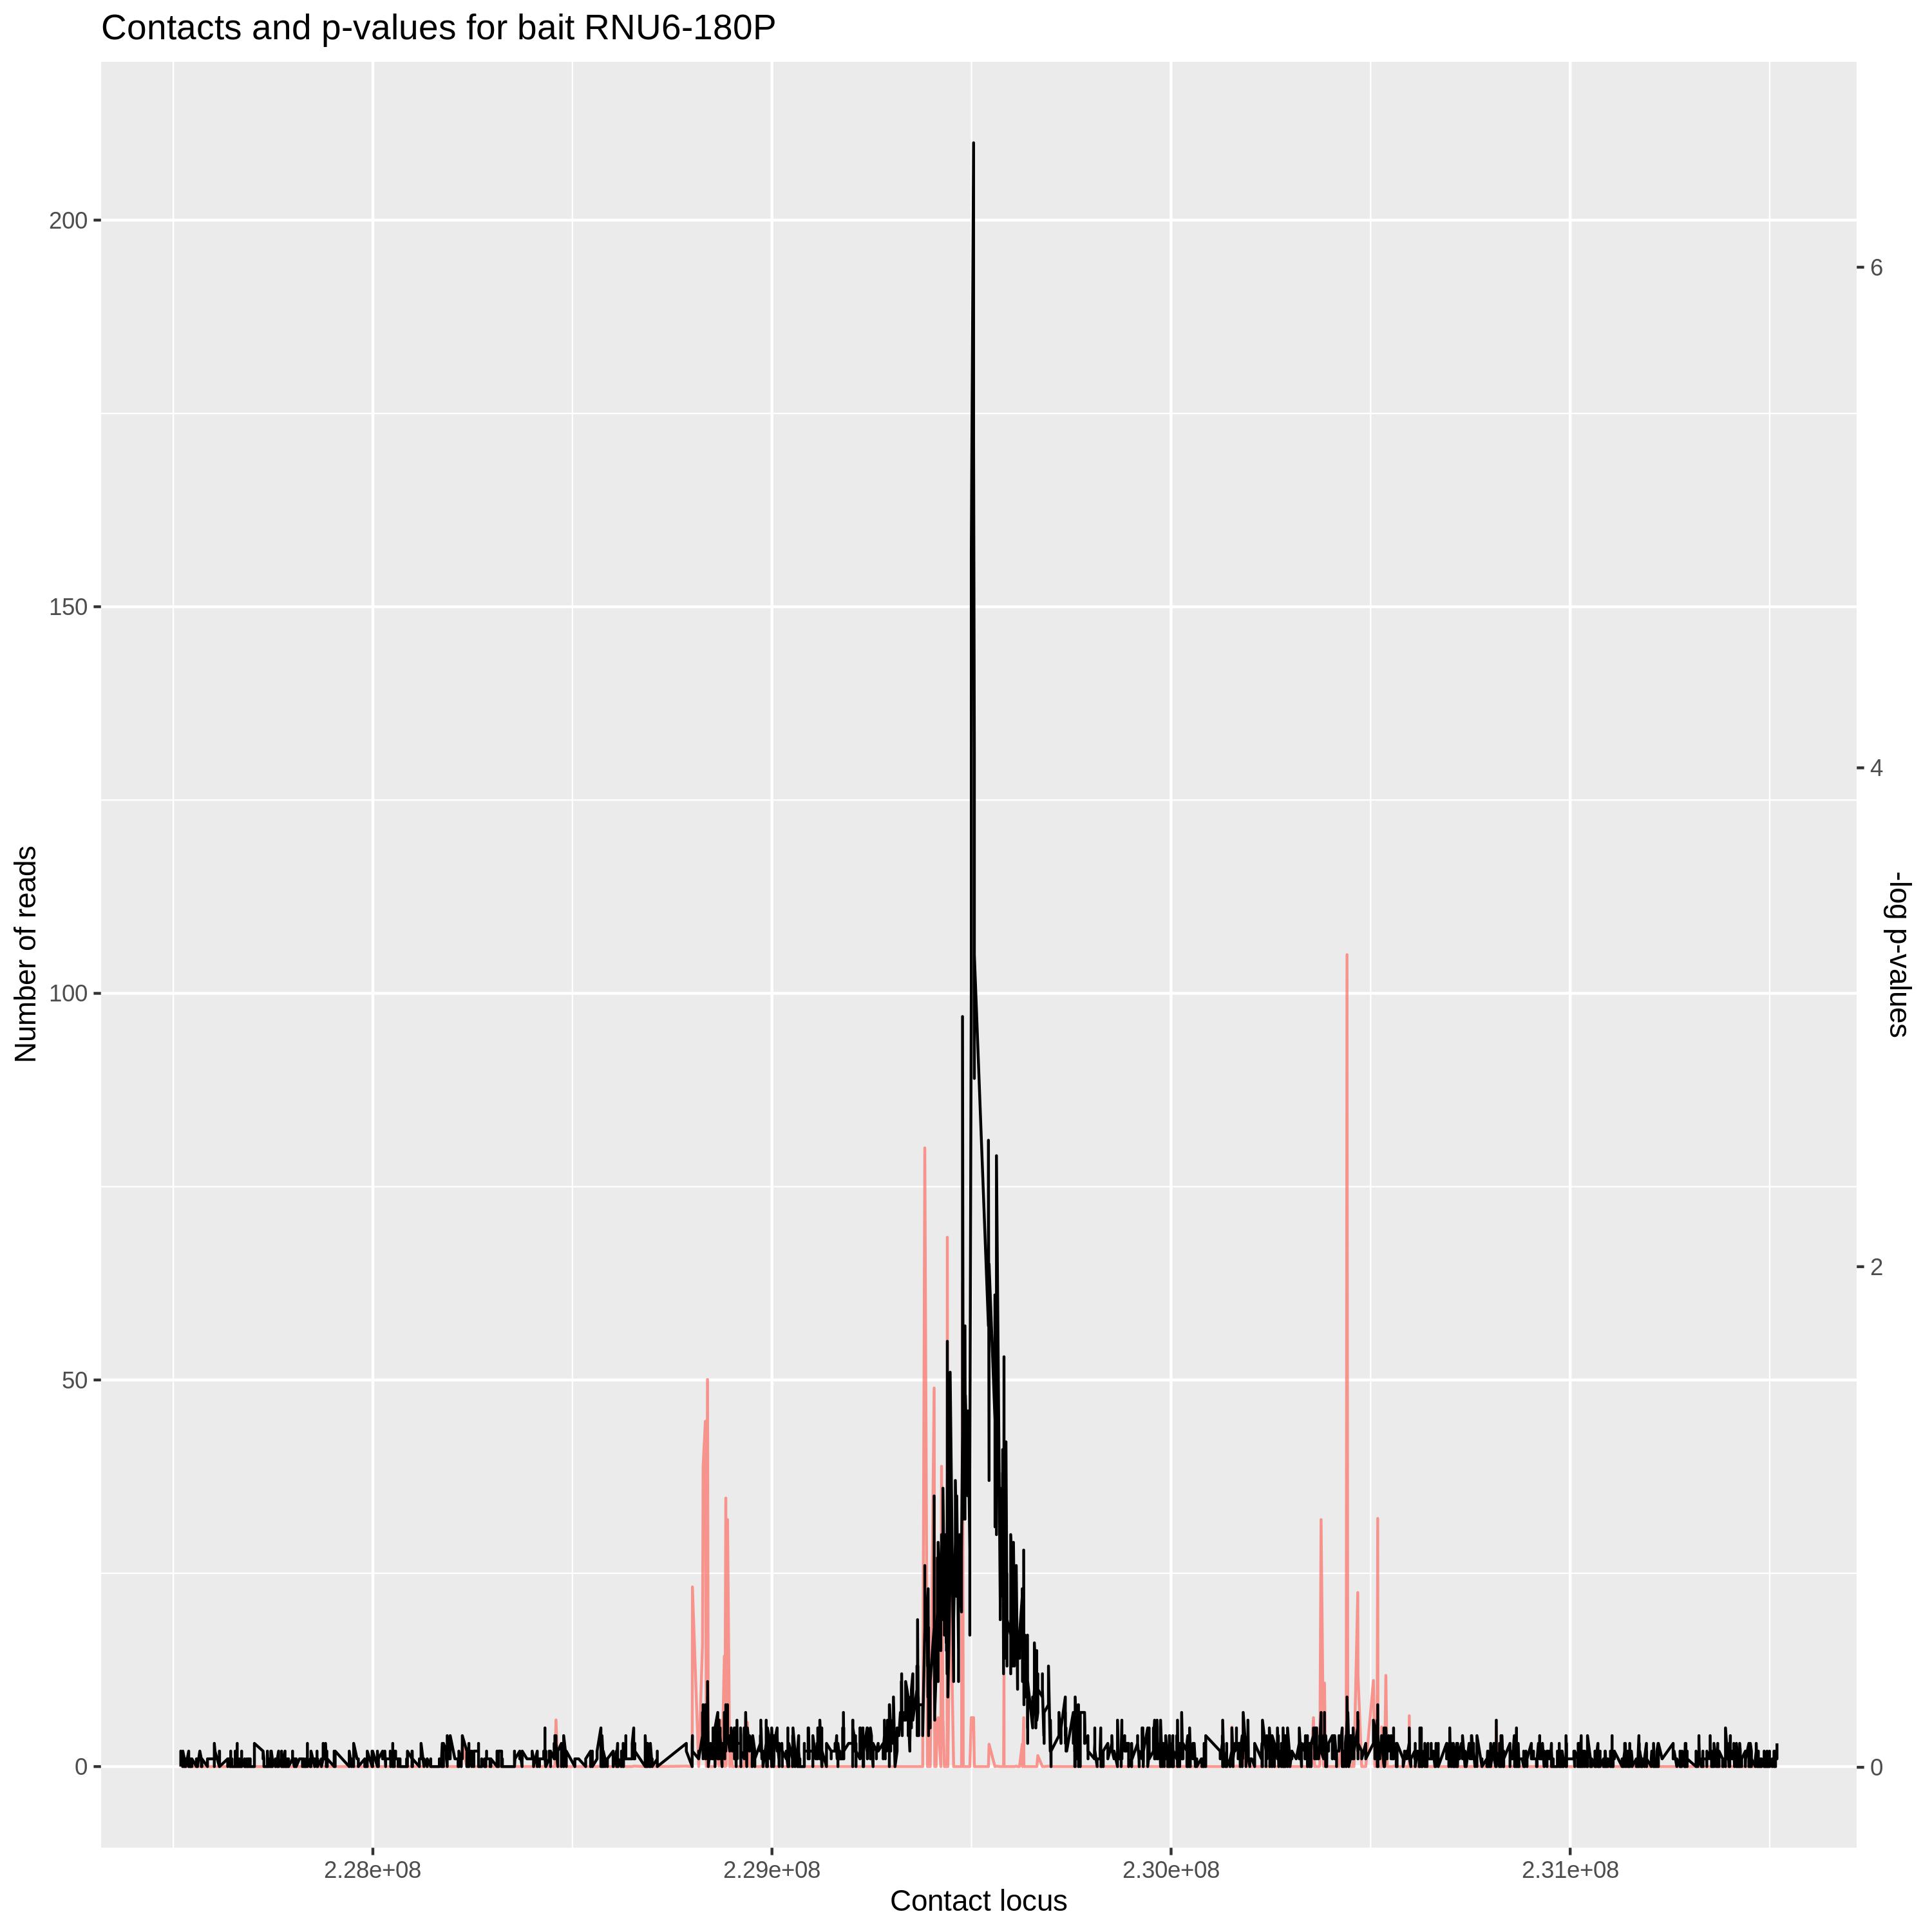 Contacts and p-values for bait RNU6-180P
200
150
100
50
0
Number of reads
6
4
2
0
-log p-values
2.28e+08
2.29e+08
2.30e+08
2.31e+08
Contact locus